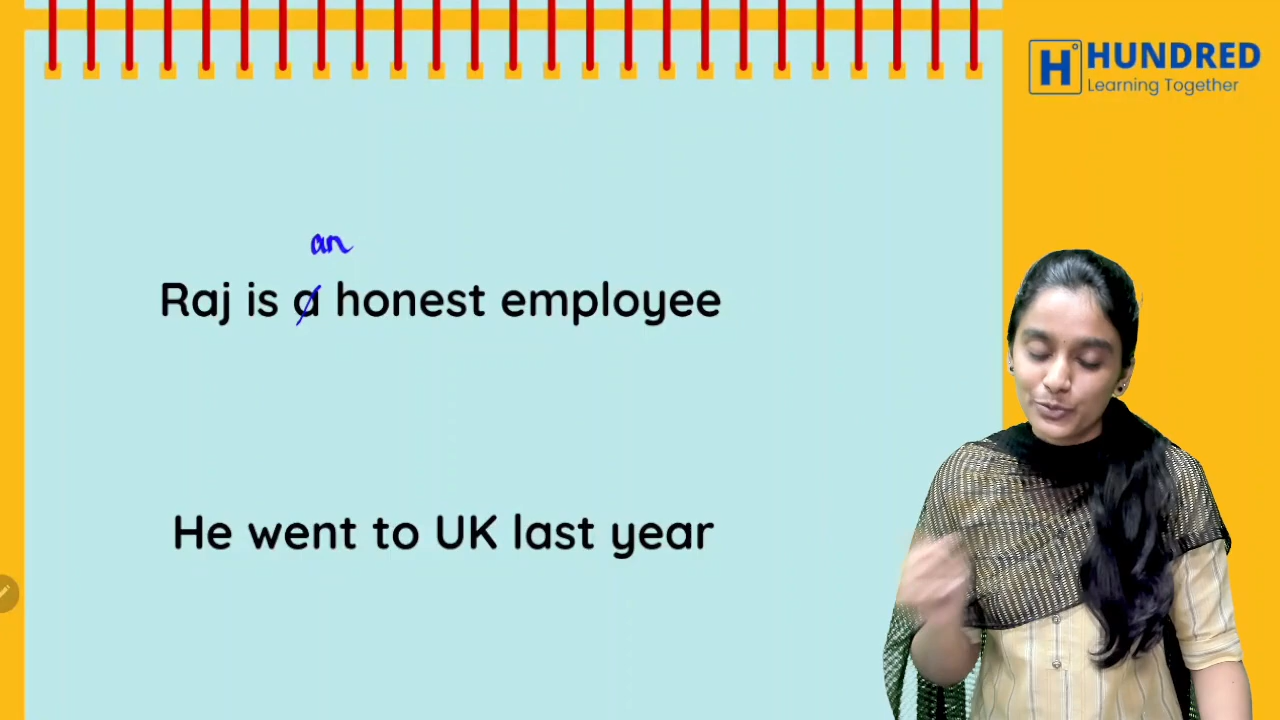 HUNDRED
Learning Together
an
Raj is a honest employee
He went to UK last year